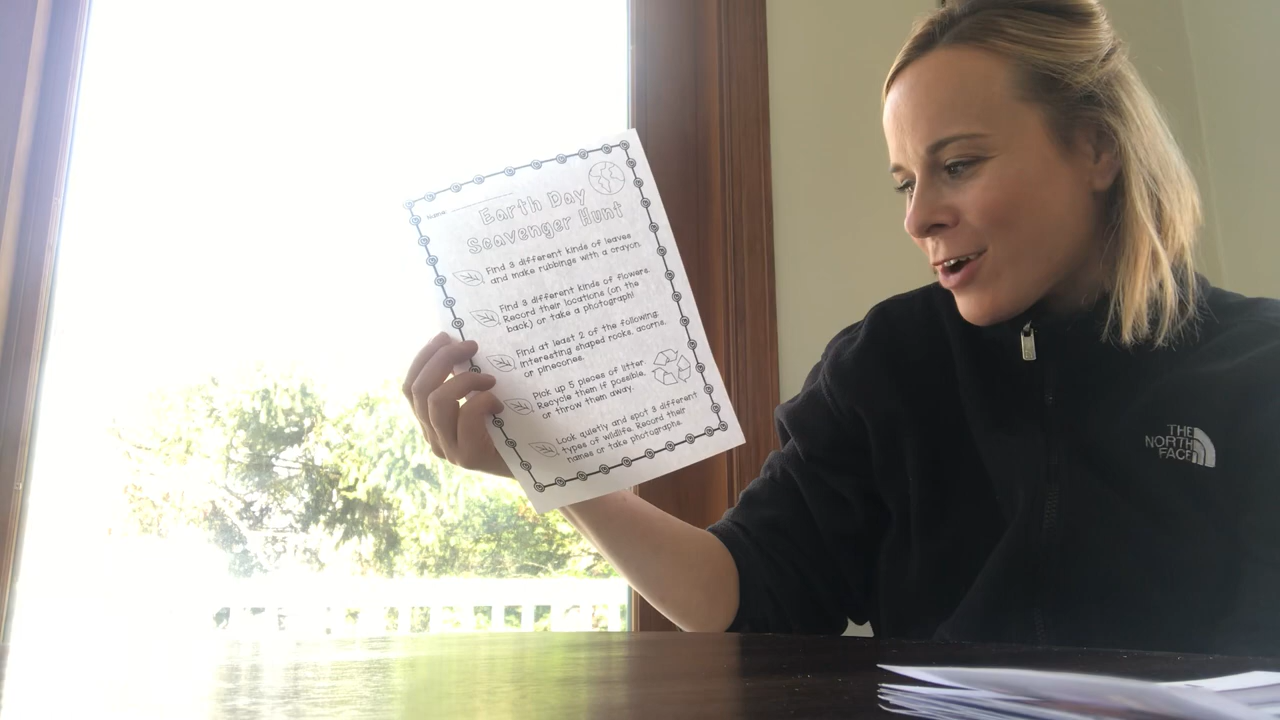 Name
Earth Day
Scavenger Hunt
Find 3 different kinds of leaves
and make rubbings with a crayon.
Find 3 different kinds of flowers.
Record their locations (on the
back) or take a photograph!
Find at least 2 of the following:
interesting shaped rocks, acorns,
or pinecones.
Pick up 5 pieces of litter.
Recycle them if possible,
or throw them away.
Look quietly and spot 3 different
types of wildlife. Record their
names or take photographs.
THE
NORTH
FACE